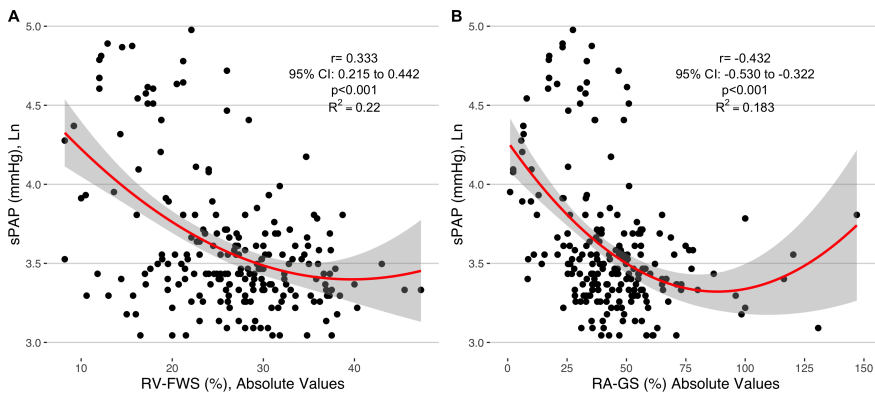 A
r= 0.333
95% CI: 0.215 to 0.442
p<0.001
R² = 0.22
sPAP (mmHg), Ln
5.0
4.5
4.0
3.5
3.0
10 20 30 40
RV-FWS (%), Absolute Values
B
r= -0.432
95% CI: -0.530 to -0.322
p<0.001
R² = 0.183
sPAP (mmHg), Ln
5.0
4.5
4.0
3.5
3.0
0 25 50 75 100 125 150
RA-GS (%) Absolute Values